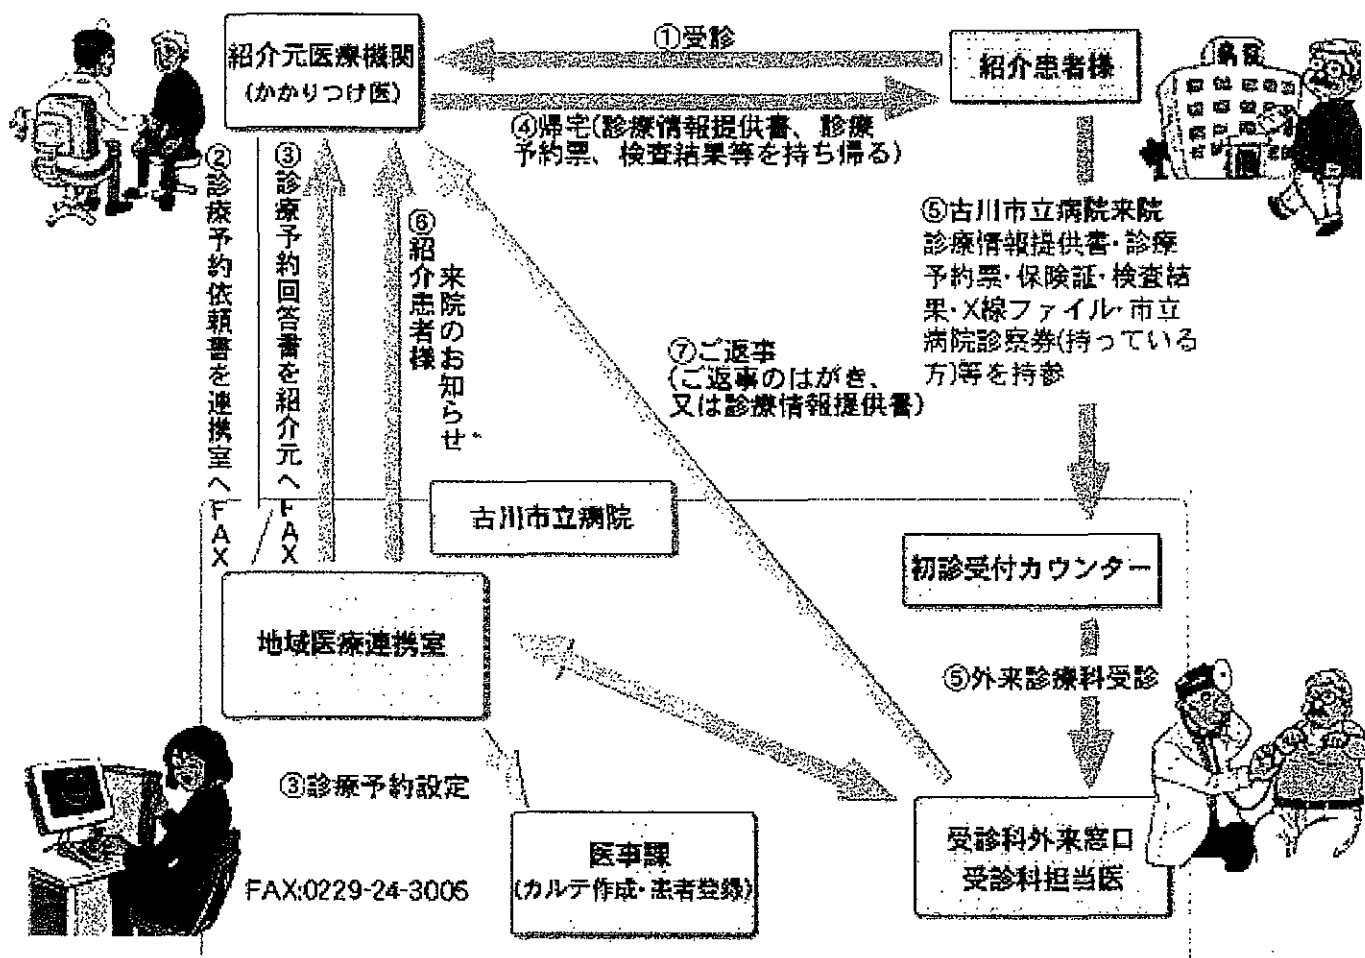 ①受診
紹介元医療機関
(かかりつけ医)
紹介患者様
病院
④帰宅(診療情報提供書、診療
予約票、検査結果等を持ち帰る)
②診療予約依頼書を連携室へFAX
③診療予約回答書を紹介元へFAX
⑥紹介患者様
来院のお知らせ
⑤古川市立病院来院
診療情報提供書・診療
予約票・保険証・検査結
果・X線ファイル・市立
病院診察券(持っている
方)等を持参
⑦ご返事
(ご返事のはがき、
又は診療情報提供書)
古川市立病院
初診受付カウンター
地域医療連携室
⑤外来診療科受診
③診療予約設定
医事課
(カルテ作成・患者登録)
受診科外来窓口
受診科担当医
FAX:0229-24-3006